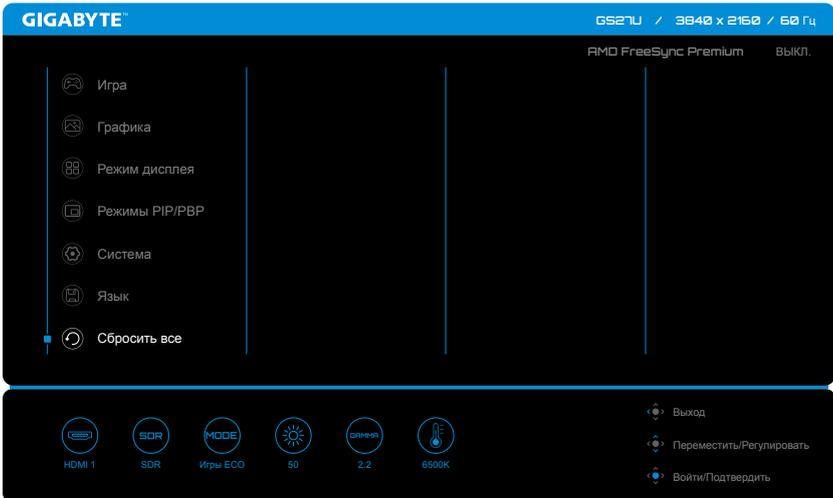 GIGABYTE™ GS27U / 3840 x 2160 / 60 Гц
AMD FreeSync Premium ВЫКЛ.
Игра
Графика
Режим дисплея
Режимы PIP/PBP
Система
Язык
Сбросить все
SDR MODE GAMMA
HDMI 1 SDR Игры ECO 50 2.2 6500K
Выход
Переместить/Регулировать
Войти/Подтвердить